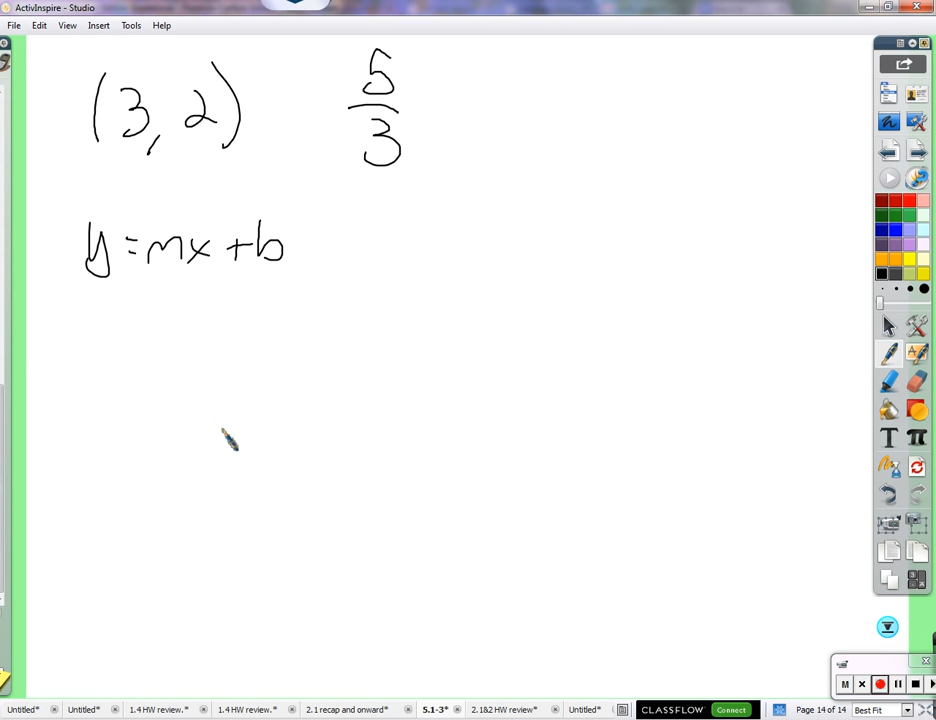 ActivInspire - Studio
File Edit View Insert Tools Help
(3, 2)
5
3
y = mx + b
M
Untitled* Untitled* 1.4 HW review.* 1.4 HW review.* 2.1 recap and onward* 5.1-3* 2.1&2 HW review* Untitled* CLASSFLOW Connect Page 14 of 14 Best Fit